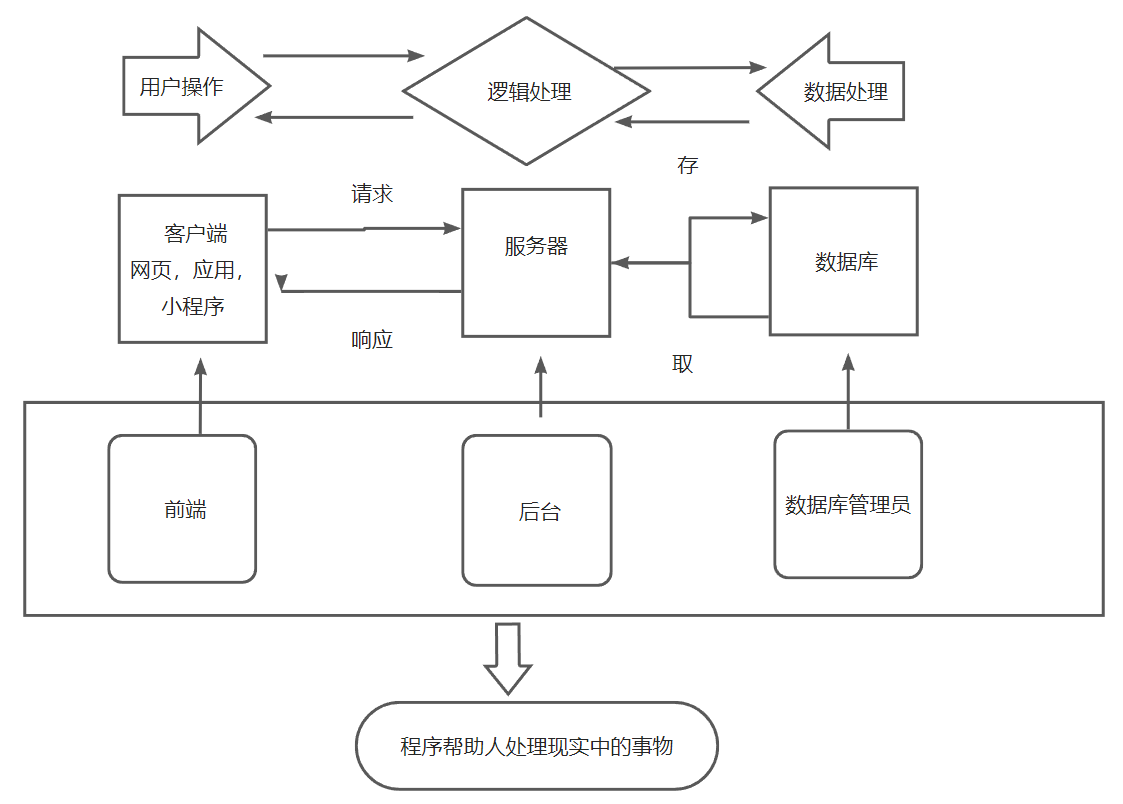 用户操作
逻辑处理
数据处理
存
请求
客户端
网页，应用，
小程序
服务器
数据库
响应
取
前端
后台
数据库管理员
程序帮助人处理现实中的事物